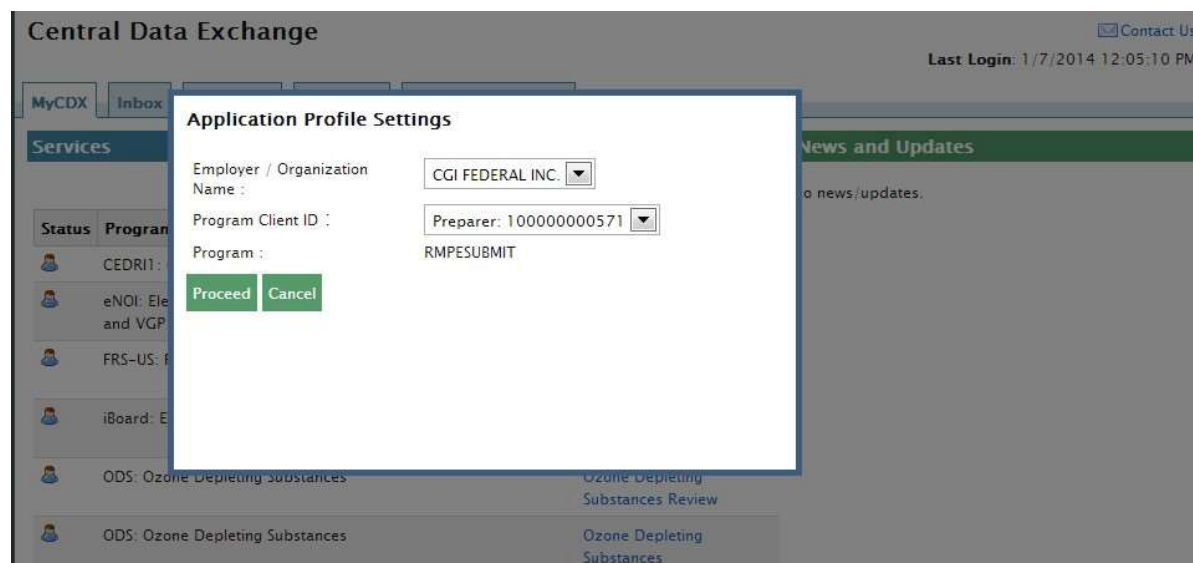 Central Data Exchange
Contact Us
Last Login: 1/7/2014 12:05:10 PM
MyCDX
Inbox
Application Profile Settings
Employer / Organization
Name :
CGI FEDERAL INC.
Program Client ID :
Preparer: 100000000571
Program :
RMPESUBMIT
Proceed
Cancel
Services
News and Updates
o news/updates.
Status
CEDRI1:
eNOI: Ele
and VGP
FRS-US:
iBoard: E
ODS: Ozone Depleting Substances
Ozone Depleting
Substances Review
ODS: Ozone Depleting Substances
Ozone Depleting
Substances